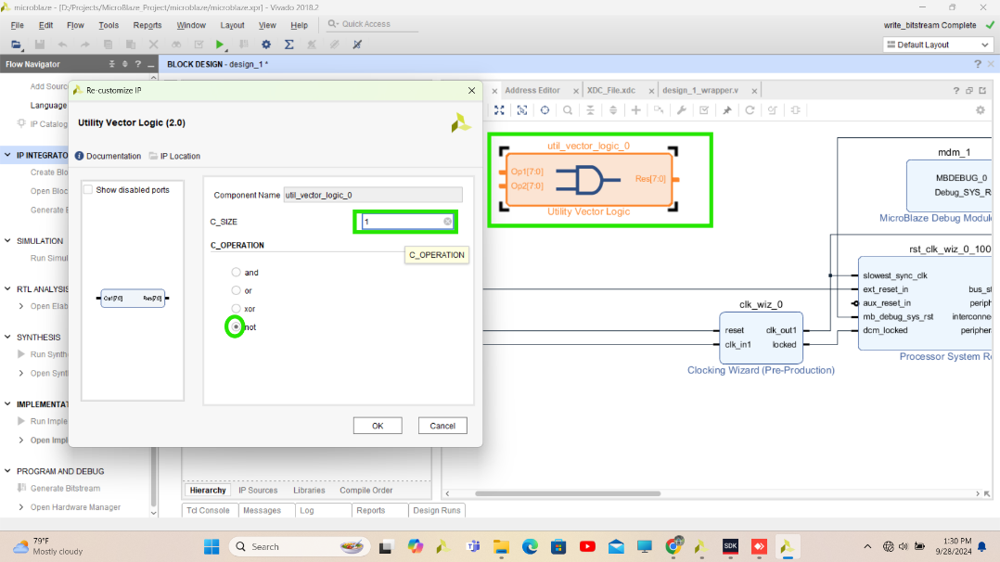 microblaze - [D:/Projects/MicroBlaze_Project/microblaze/microblaze.xpr] - Vivado 2018.2
File Edit Flow Tools Reports Window Layout View Help Quick Access
write_bitstream Complete
Default Layout
Flow Navigator
BLOCK DESIGN - design_1 *
Add Sourc
Language
IP Catalog
IP INTEGRATO
Create Blo
Open Bloc
Generate B
SIMULATION
Run Simul
RTL ANALYSIS
Open Elab
SYNTHESIS
Run Synth
Open Synt
IMPLEMENTAT
Run Imple
Open Impl
PROGRAM AND DEBUG
Generate Bitstream
Open Hardware Manager
Re-customize IP
Utility Vector Logic (2.0)
Documentation IP Location
Show disabled ports
Op1[7:0] Res[7:0]
Component Name util_vector_logic_0
C_SIZE 1
C_OPERATION
C_OPERATION
and
or
xor
not
OK Cancel
Address Editor XDC_File.xdc design_1_wrapper.v
util_vector_logic_0
Op1[7:0]
Op2[7:0]
Res[7:0]
Utility Vector Logic
mdm_1
MBDEBUG_0
Debug_SYS_R
MicroBlaze Debug Module
rst_clk_wiz_0_100
slowest_sync_clk
ext_reset_in bus_st
aux_reset_in periph
mb_debug_sys_rst interconne
dcm_locked peripher
Processor System Re
clk_wiz_0
reset clk_out1
clk_in1 locked
Clocking Wizard (Pre-Production)
Hierarchy IP Sources Libraries Compile Order
Tcl Console Messages Log Reports Design Runs
79°F
Mostly cloudy
Search
SDK
1:30 PM
9/28/2024